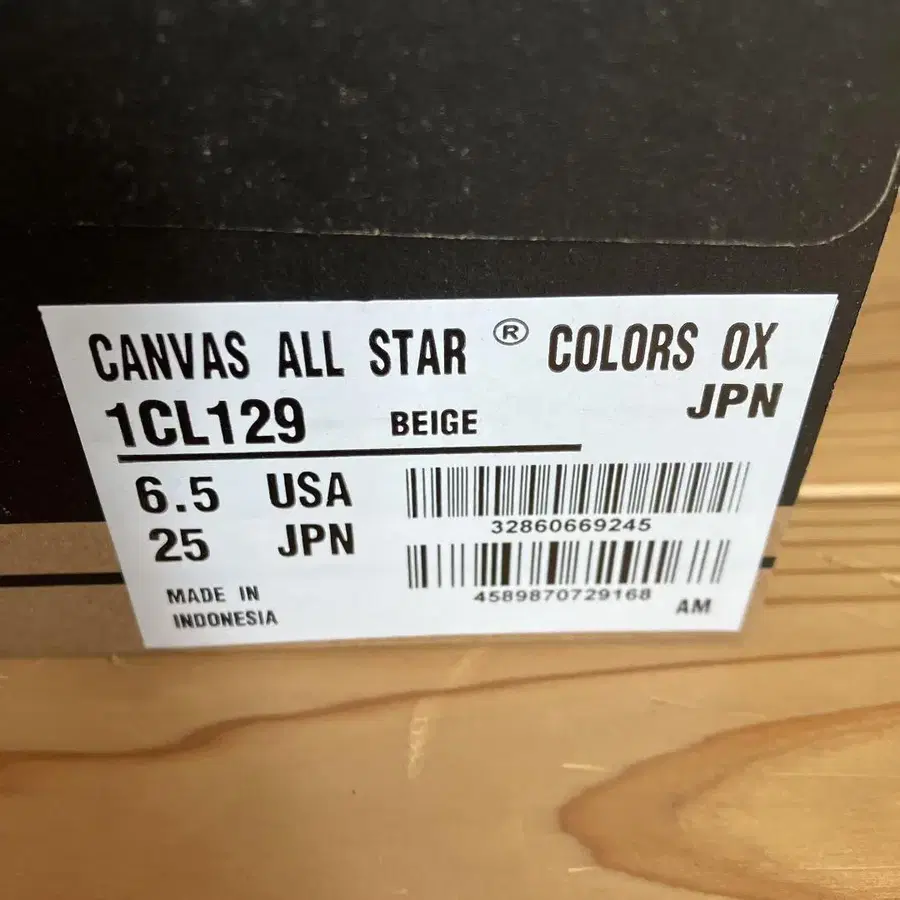 CANVAS ALL STAR ® COLORS OX
JPN
1CL129 BEIGE
6.5 USA
25 JPN
32860669245
4589870729168
AM
MADE IN
INDONESIA